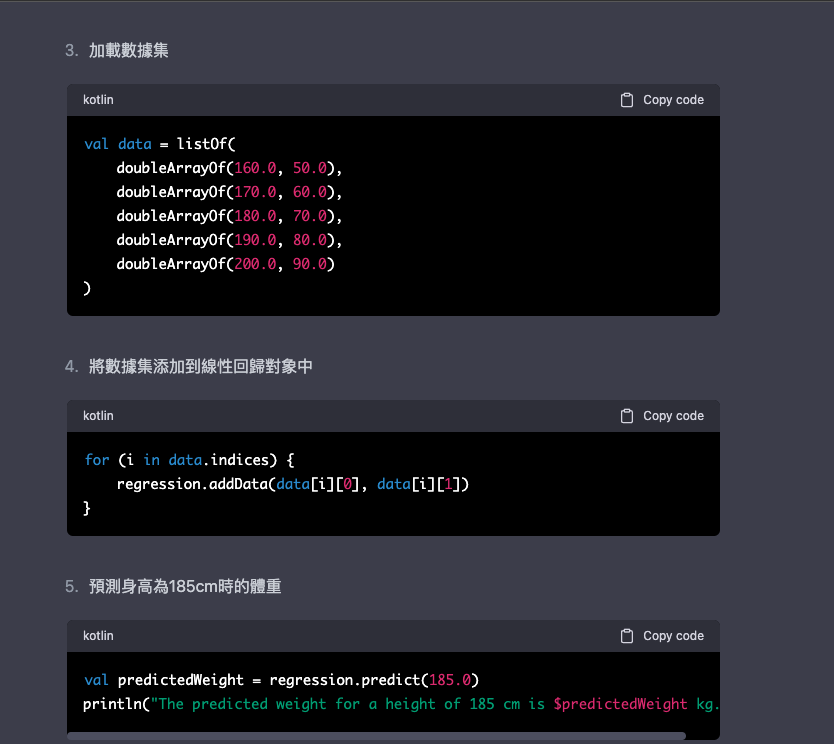 3. 加載數據集
kotlin
Copy code
val data = listOf(
    doubleArrayOf(160.0, 50.0),
    doubleArrayOf(170.0, 60.0),
    doubleArrayOf(180.0, 70.0),
    doubleArrayOf(190.0, 80.0),
    doubleArrayOf(200.0, 90.0)
)
4. 將數據集添加到線性回歸對象中
kotlin
Copy code
for (i in data.indices) {
    regression.addData(data[i][0], data[i][1])
}
5. 預測身高為185cm時的體重
kotlin
Copy code
val predictedWeight = regression.predict(185.0)
println("The predicted weight for a height of 185 cm is $predictedWeight kg.